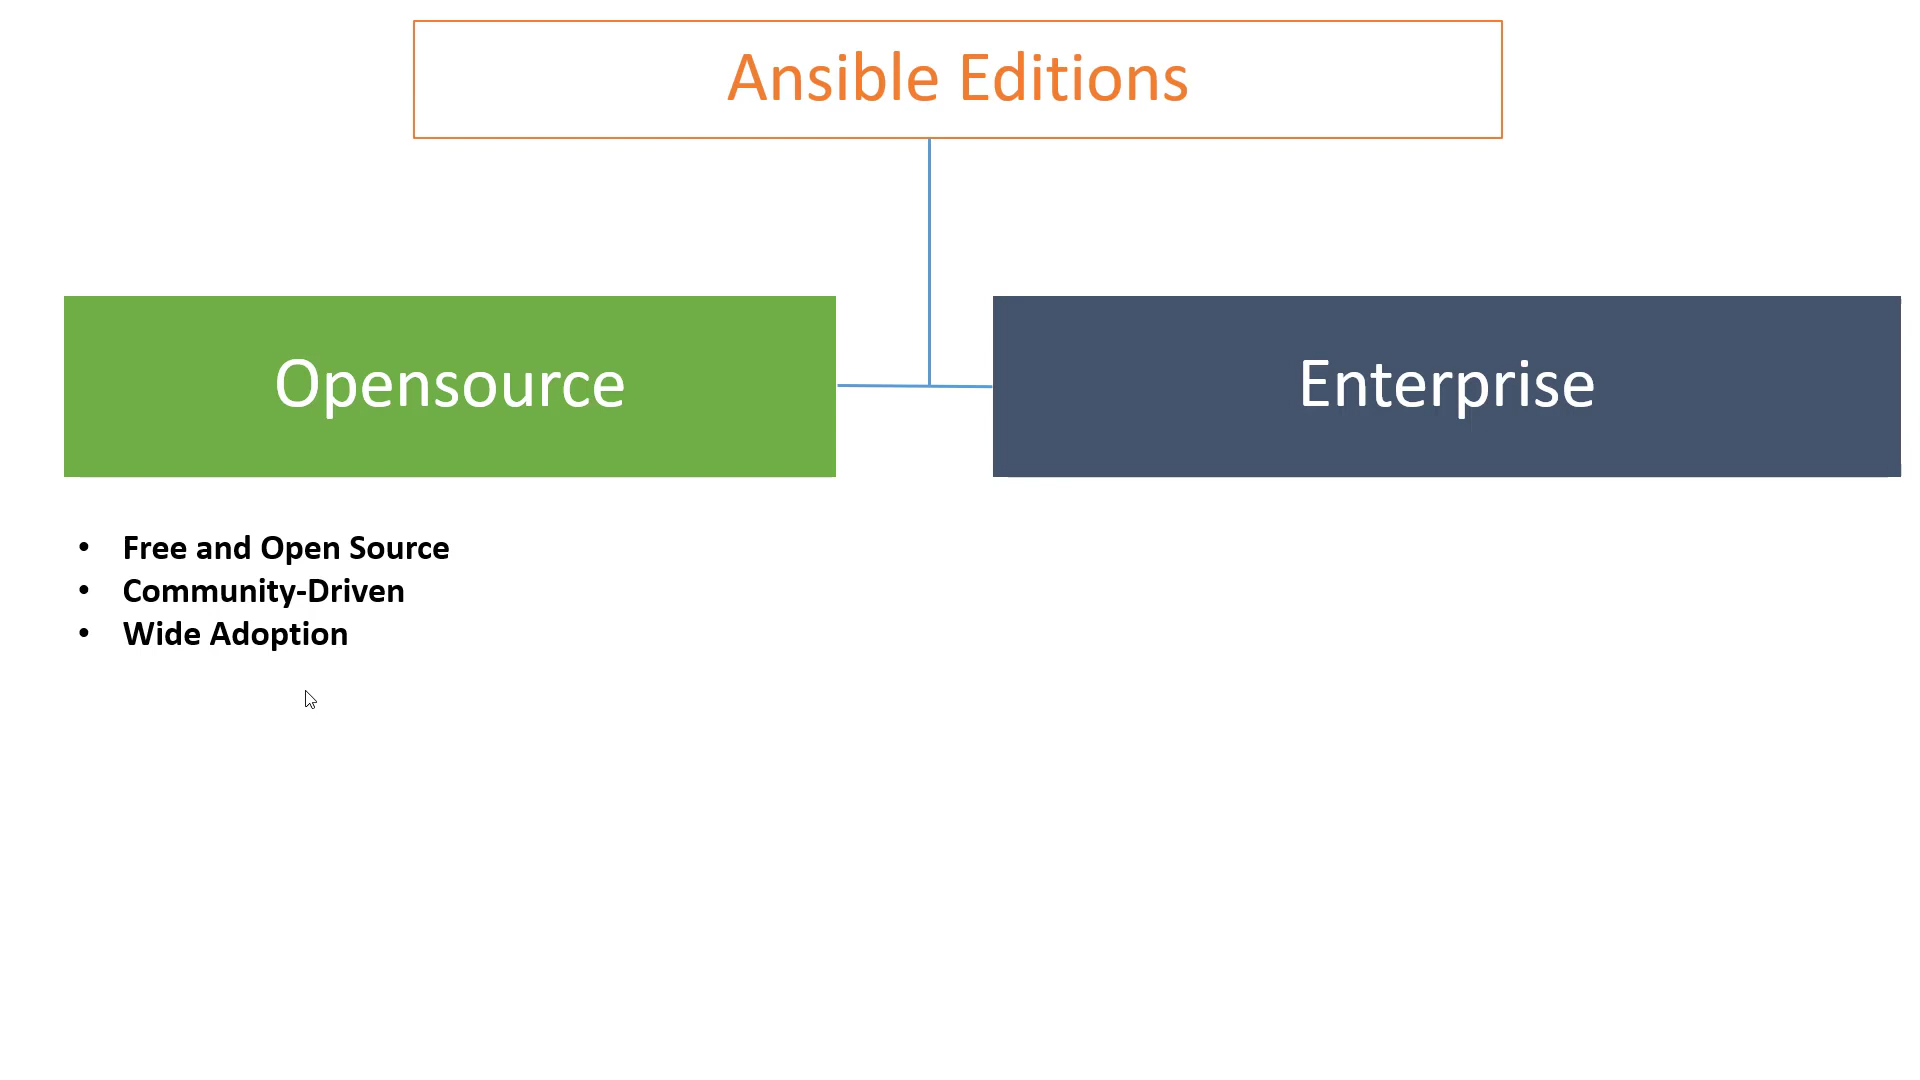 Ansible Editions
Opensource
Enterprise
• Free and Open Source
• Community-Driven
• Wide Adoption